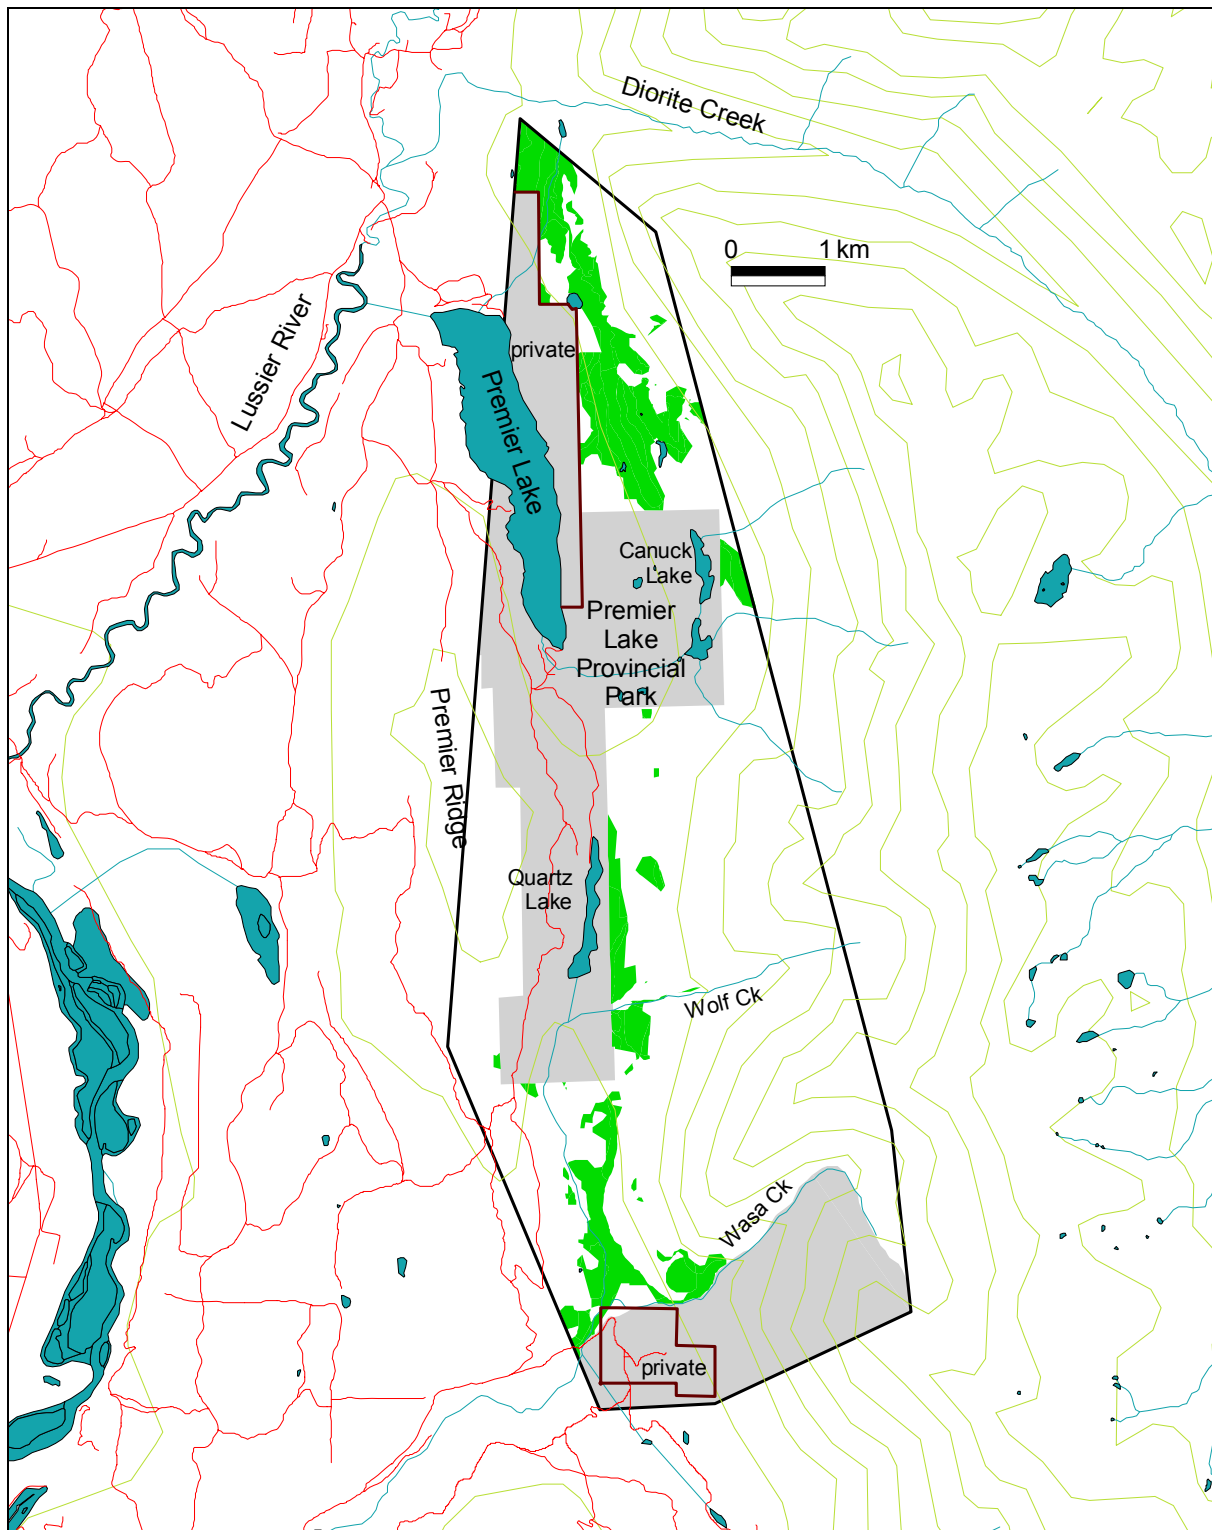 Diorite Creek
0 1 km
Lussier River
private
Premier Lake
Canuck
Lake
Premier
Lake
Provincial
Park
Premier Ridge
Quartz
Lake
Wolf Ck
Wasa Ck
private